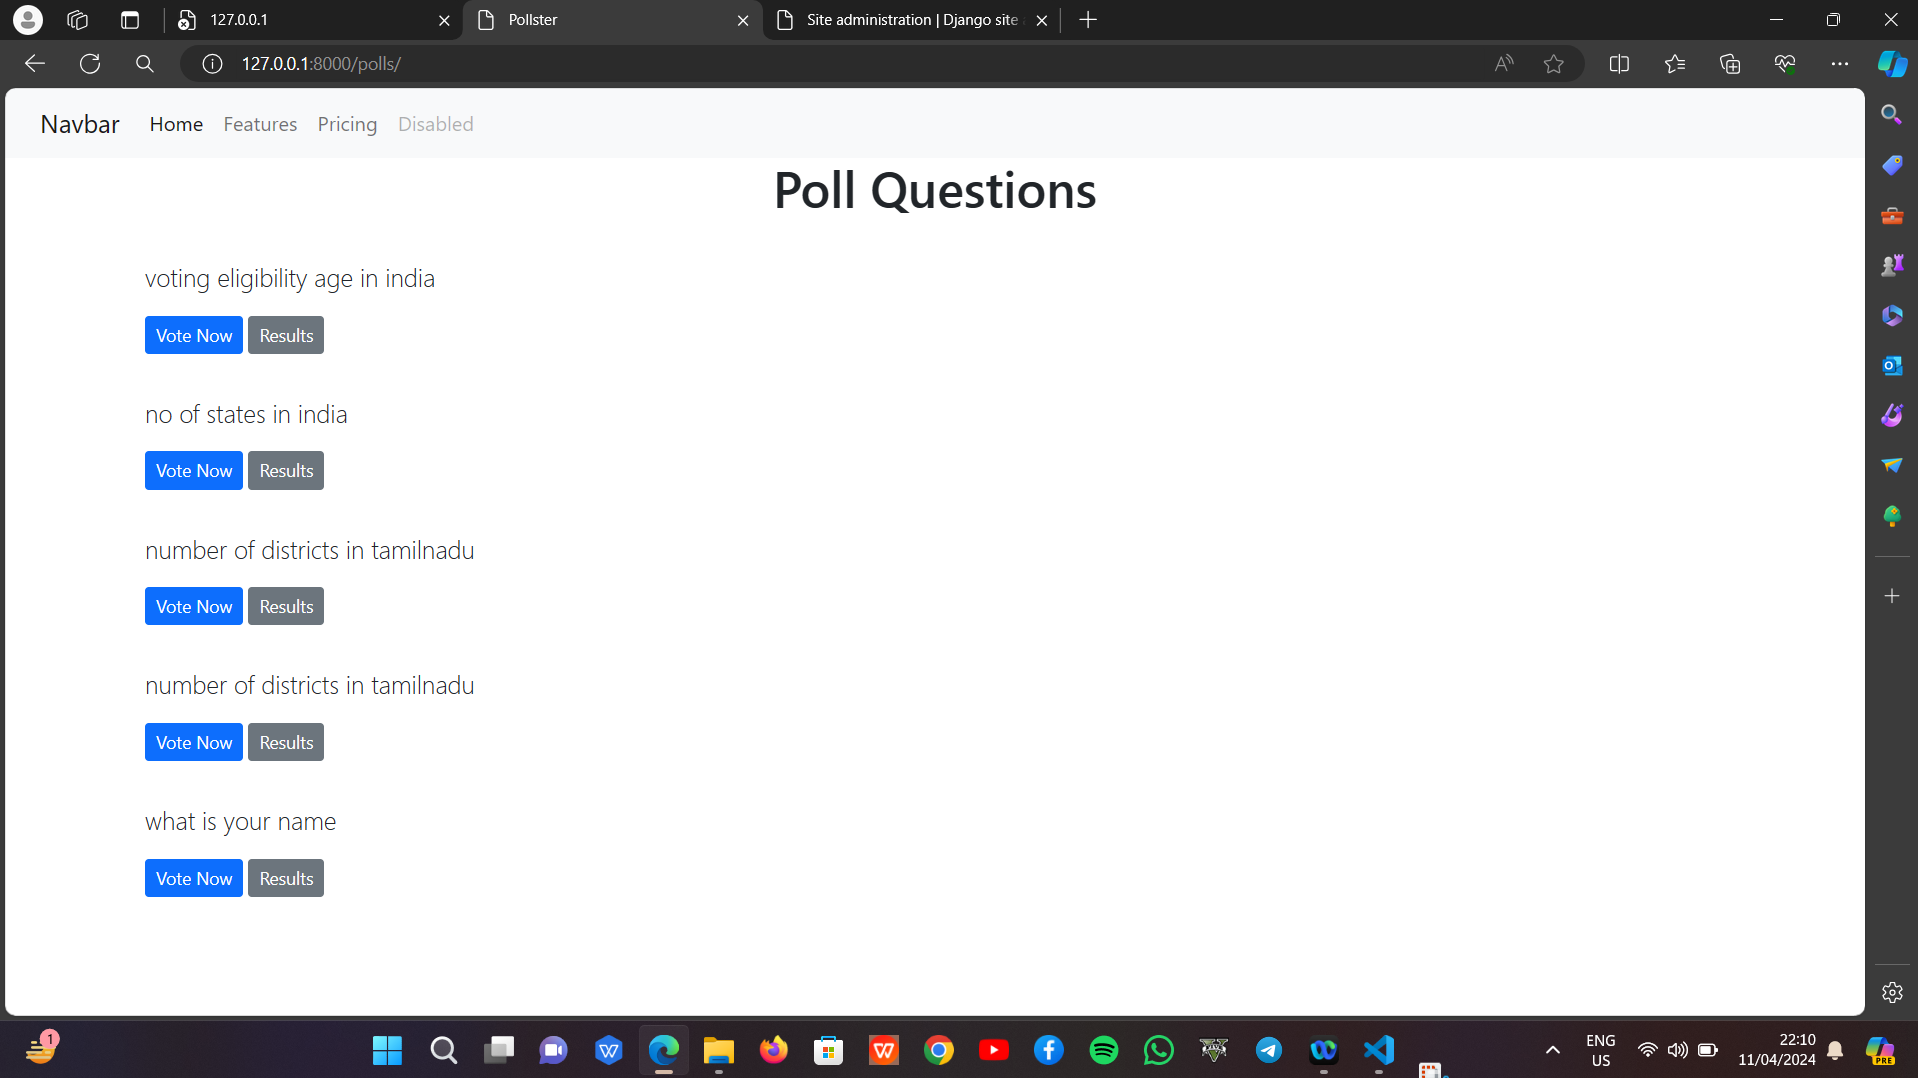 127.0.0.1
Pollster
Site administration | Django site
127.0.0.1:8000/polls/
Navbar Home Features Pricing Disabled
Poll Questions
voting eligibility age in india
Vote Now Results
no of states in india
Vote Now Results
number of districts in tamilnadu
Vote Now Results
number of districts in tamilnadu
Vote Now Results
what is your name
Vote Now Results
1
ENG
US
22:10
11/04/2024
PRE